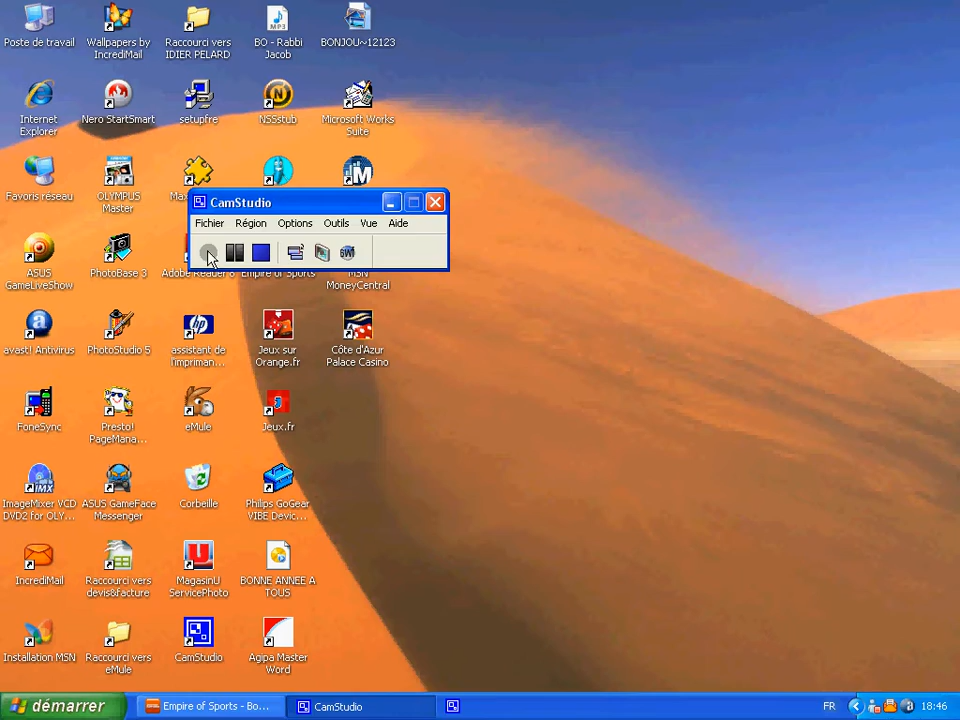 Poste de travail
Wallpapers by
IncrediMail
Raccourci vers
IDIER PELARD
BO - Rabbi
Jacob
BONJOU~12123
Internet
Explorer
Nero StartSmart
setupfre
NSSstub
Microsoft Works
Suite
Favoris réseau
OLYMPUS
Master
CamStudio
Fichier
Région
Options
Outils
Vue
Aide
SWF
ASUS
GameLiveShow
PhotoBase 3
Adobe Reader
Empire of Sports
MSN
MoneyCentral
avast! Antivirus
PhotoStudio 5
assistant de
l'impriman...
Jeux sur
Orange.fr
Côte d'Azur
Palace Casino
FoneSync
Presto!
PageMana...
eMule
Jeux.fr
ImageMixer VCD
DVD2 for OLY...
ASUS GameFace
Messenger
Corbeille
Philips GoGear
VIBE Devic...
IncrediMail
Raccourci vers
devis&facture
MagasinU
ServicePhoto
BONNE ANNEE A
TOUS
Installation MSN
Raccourci vers
eMule
CamStudio
Agipa Master
Word
démarrer
Empire of Sports - Bo...
CamStudio
FR
18:46